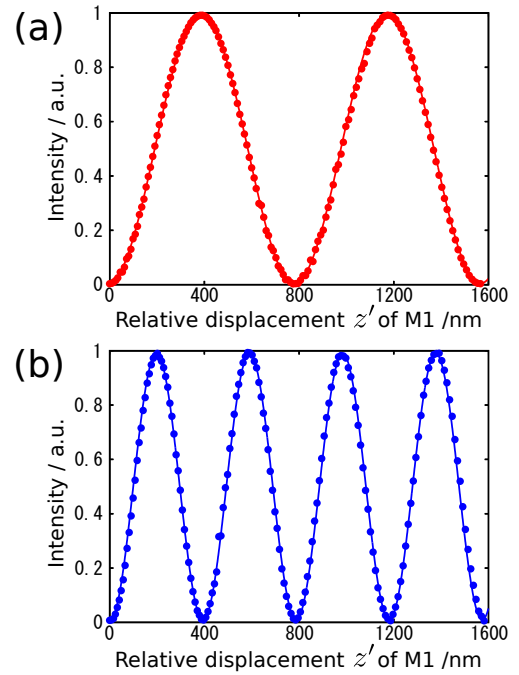 (a)
Intensity / a.u.
1
0.8
0.6
0.4
0.2
0
0 400 800 1200 1600
Relative displacement z′ of M1 /nm
(b)
Intensity / a.u.
1
0.8
0.6
0.4
0.2
0
0 400 800 1200 1600
Relative displacement z′ of M1 /nm